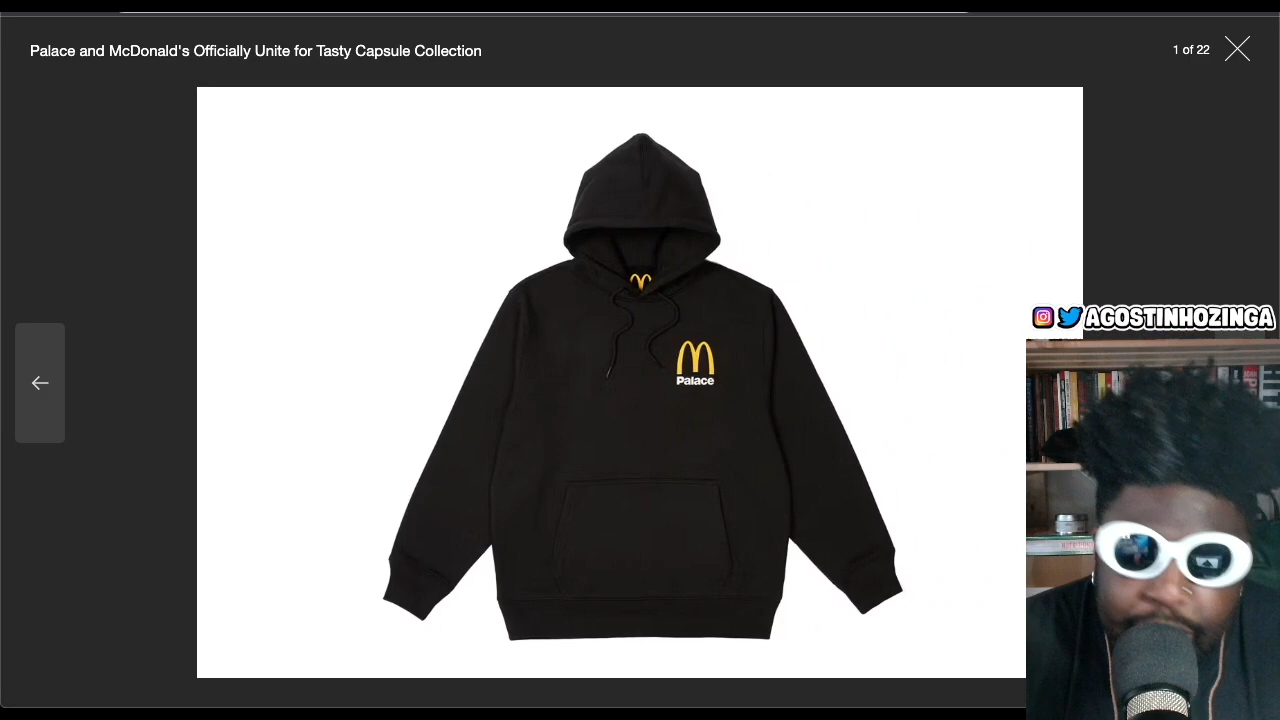 Palace and McDonald's Officially Unite for Tasty Capsule Collection
1 of 22
Palace
AGOSTINHOZINGA